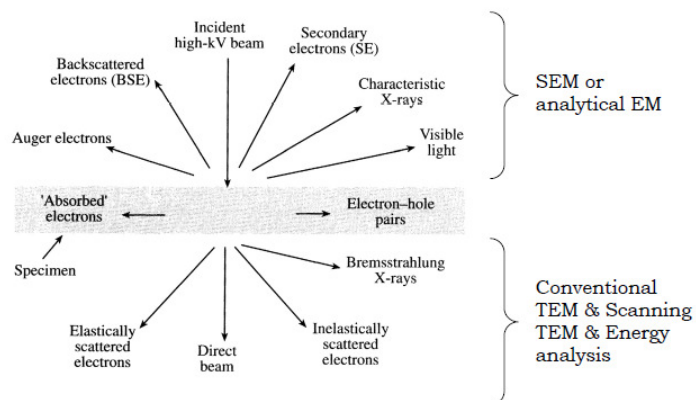 Incident
high-kV beam
Secondary
electrons (SE)
Backscattered
electrons (BSE)
Characteristic
X-rays
SEM or
analytical EM
Auger electrons
Visible
light
'Absorbed'
electrons
Electron–hole
pairs
Specimen
Bremsstrahlung
X-rays
Conventional
TEM & Scanning
TEM & Energy
analysis
Elastically
scattered
electrons
Direct
beam
Inelastically
scattered
electrons